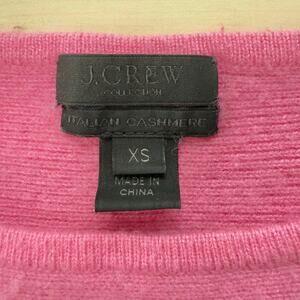 J.CREW
COLLECTION
ITALIAN CASHMERE
XS
MADE IN
CHINA